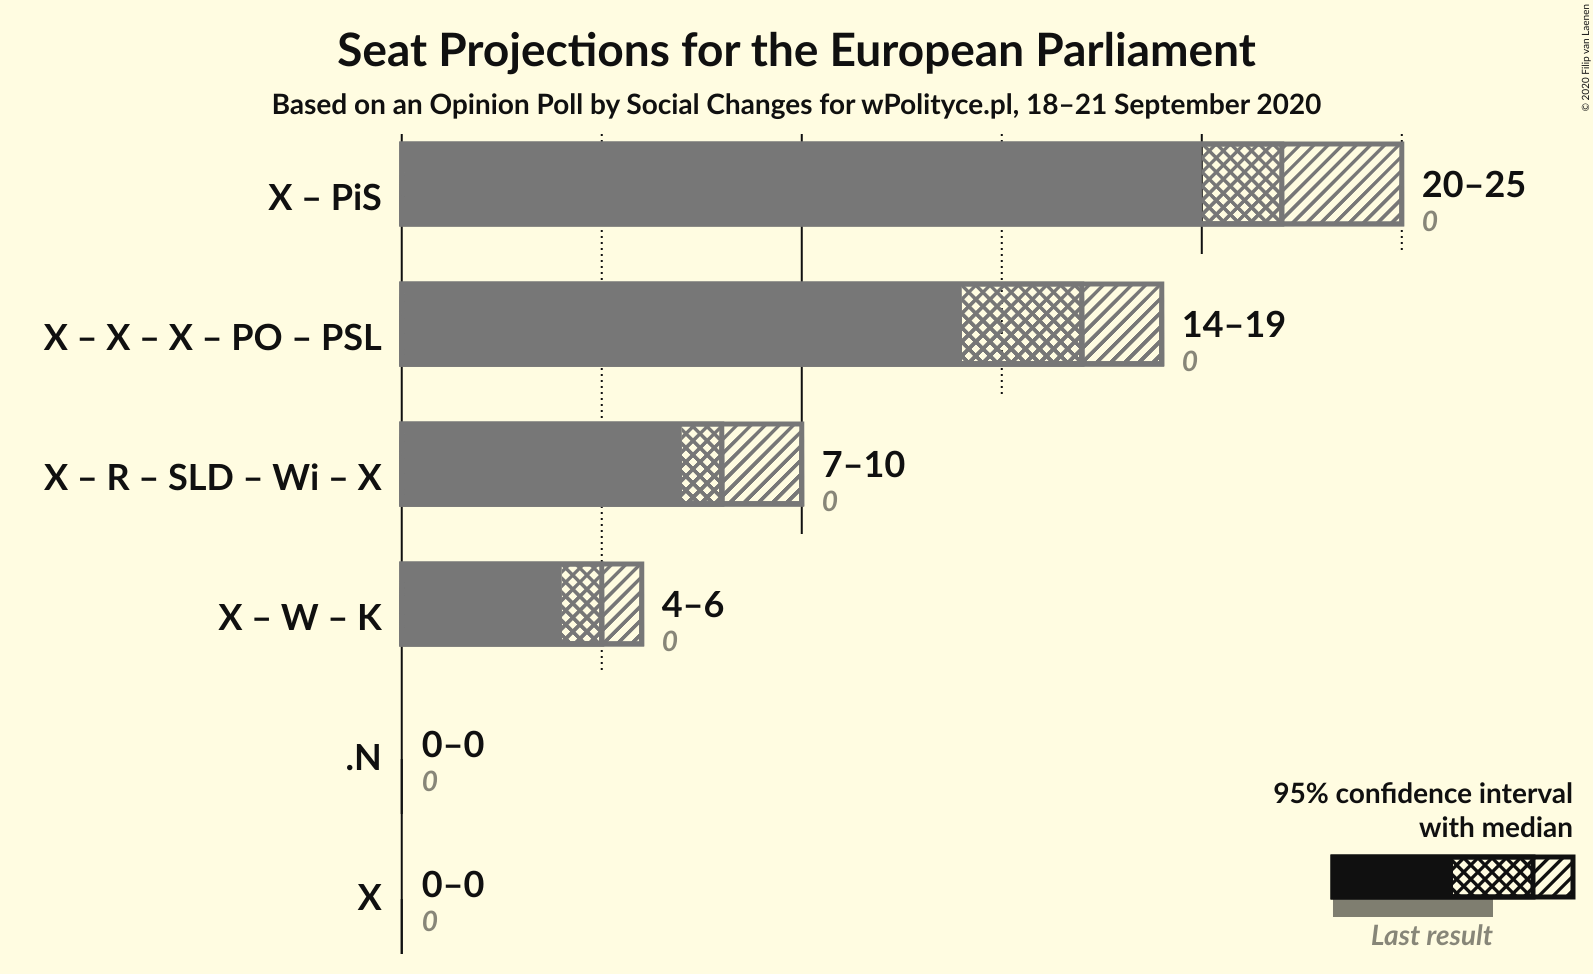 Seat Projections for the European Parliament
Based on an Opinion Poll by Social Changes for wPolityce.pl, 18–21 September 2020
© 2020 Filip van Laenen
X – PiS
20–25
0
X – X – X – PO – PSL
14–19
0
X – R – SLD – Wi – X
7–10
0
X – W – K
4–6
0
.N
0–0
0
X
0–0
0
95% confidence interval
with median
Last result